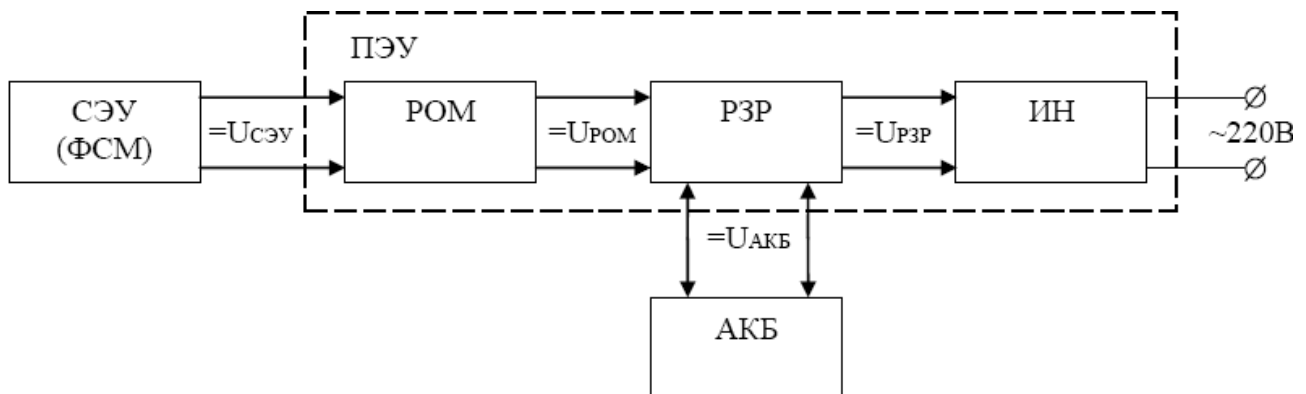 ПЭУ
СЭУ
(ФСМ)
=UСЭУ
РОМ
=UРОМ
РЗР
=UРЗР
ИН
~220В
=UАКБ
АКБ